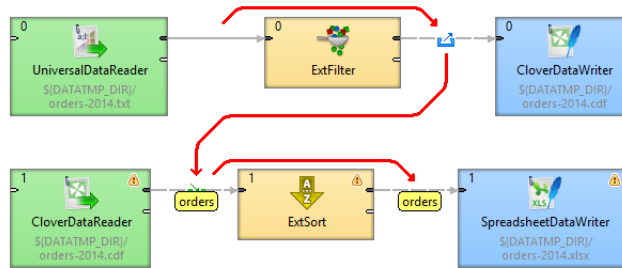 0
0
0
UniversalDataReader
${DATATMP_DIR}/
orders-2014.txt
ExtFilter
CloverDataWriter
${DATATMP_DIR}/
orders-2014.cdf
1
1
1
A
Z
XLS
orders
orders
CloverDataReader
${DATATMP_DIR}/
orders-2014.cdf
ExtSort
SpreadsheetDataWriter
${DATATMP_DIR}/
orders-2014.xlsx